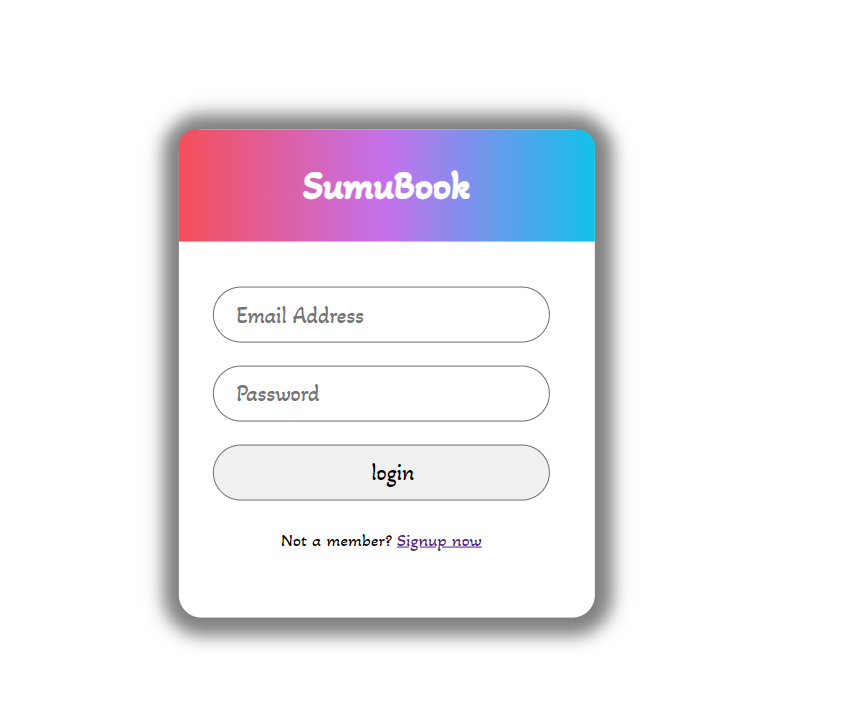 SumuBook
Email Address
Password
login
Not a member? Signup now